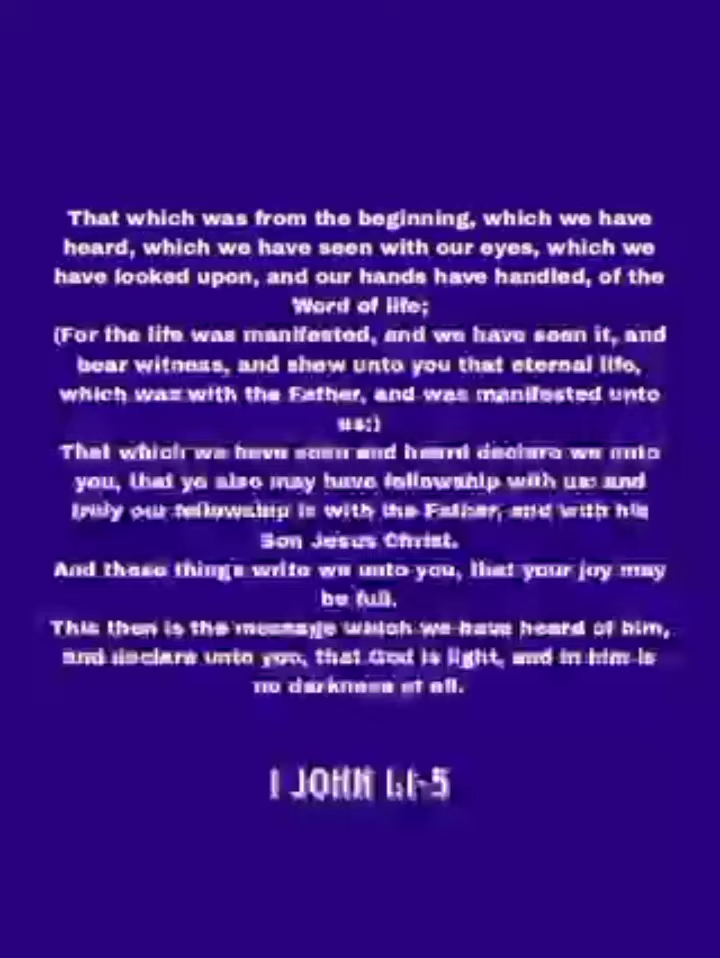 That which was from the beginning, which we have
heard, which we have seen with our eyes, which we
have looked upon, and our hands have handled, of the
Word of life;
(For the life was manifested, and we have seen it, and
bear witness, and shew unto you that eternal life,
which was with the Father, and was manifested unto
us;)
That which we have seen and heard declare we unto
you, that ye also may have fellowship with us: and
truly our fellowship is with the Father, and with his
Son Jesus Christ.
And these things write we unto you, that your joy may
be full.
This then is the message which we have heard of him,
and declare unto you, that God is light, and in him is
no darkness at all.
1 JOHN 1:1-5